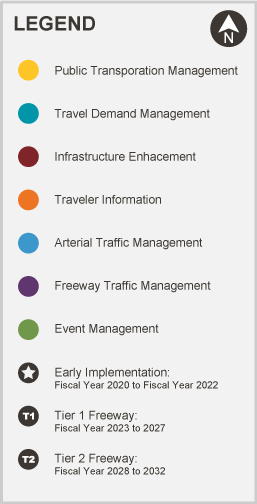 LEGEND
N
Public Transporation Management
Travel Demand Management
Infrastructure Enhacement
Traveler Information
Arterial Traffic Management
Freeway Traffic Management
Event Management
Early Implementation:
Fiscal Year 2020 to Fiscal Year 2022
T1 Tier 1 Freeway:
Fiscal Year 2023 to 2027
T2 Tier 2 Freeway:
Fiscal Year 2028 to 2032